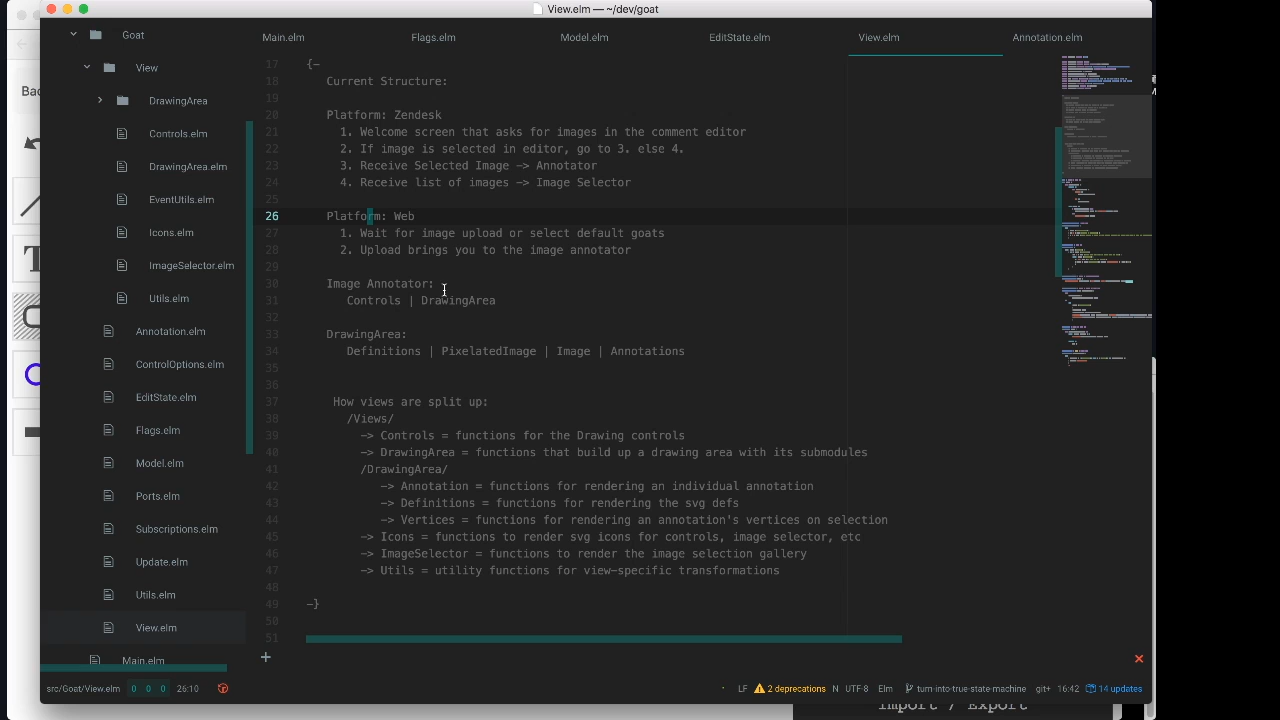 View.elm — ~/dev/goat
Goat
View
DrawingArea
Controls.elm
DrawingArea.elm
EventUtils.elm
Icons.elm
ImageSelector.elm
Utils.elm
Annotation.elm
ControlOptions.elm
EditState.elm
Flags.elm
Model.elm
Ports.elm
Subscriptions.elm
Update.elm
Utils.elm
View.elm
Main.elm
Main.elm
Flags.elm
Model.elm
EditState.elm
View.elm
Annotation.elm
17 {-
18 Current Structure:
19
20 Platform: Zendesk
21 1. Welcome screen that asks for images in the comment editor
22 2. If image is selected in editor, go to 3. else 4.
23 3. Receive Selected Image -> Annotator
24 4. Receive list of images -> Image Selector
25
26 Platform: Web
27 1. Wait for image upload or select default goats
28 2. Upload brings you to the image annotator
29
30 Image Annotator:
31 Controls | DrawingArea
32
33 DrawingArea:
34 Definitions | PixelatedImage | Image | Annotations
35
36
37 How views are split up:
38 /Views/
39 -> Controls = functions for the Drawing controls
40 -> DrawingArea = functions that build up a drawing area with its submodules
41 /DrawingArea/
42 -> Annotation = functions for rendering an individual annotation
43 -> Definitions = functions for rendering the svg defs
44 -> Vertices = functions for rendering an annotation's vertices on selection
45 -> Icons = functions to render svg icons for controls, image selector, etc
46 -> ImageSelector = functions to render the image selection gallery
47 -> Utils = utility functions for view-specific transformations
48
49 -}
50
51
src/Goat/View.elm 0 0 0 26:10
LF 2 deprecations N UTF-8 Elm turn-into-true-state-machine git+ 16:42 14 updates
Import / Export